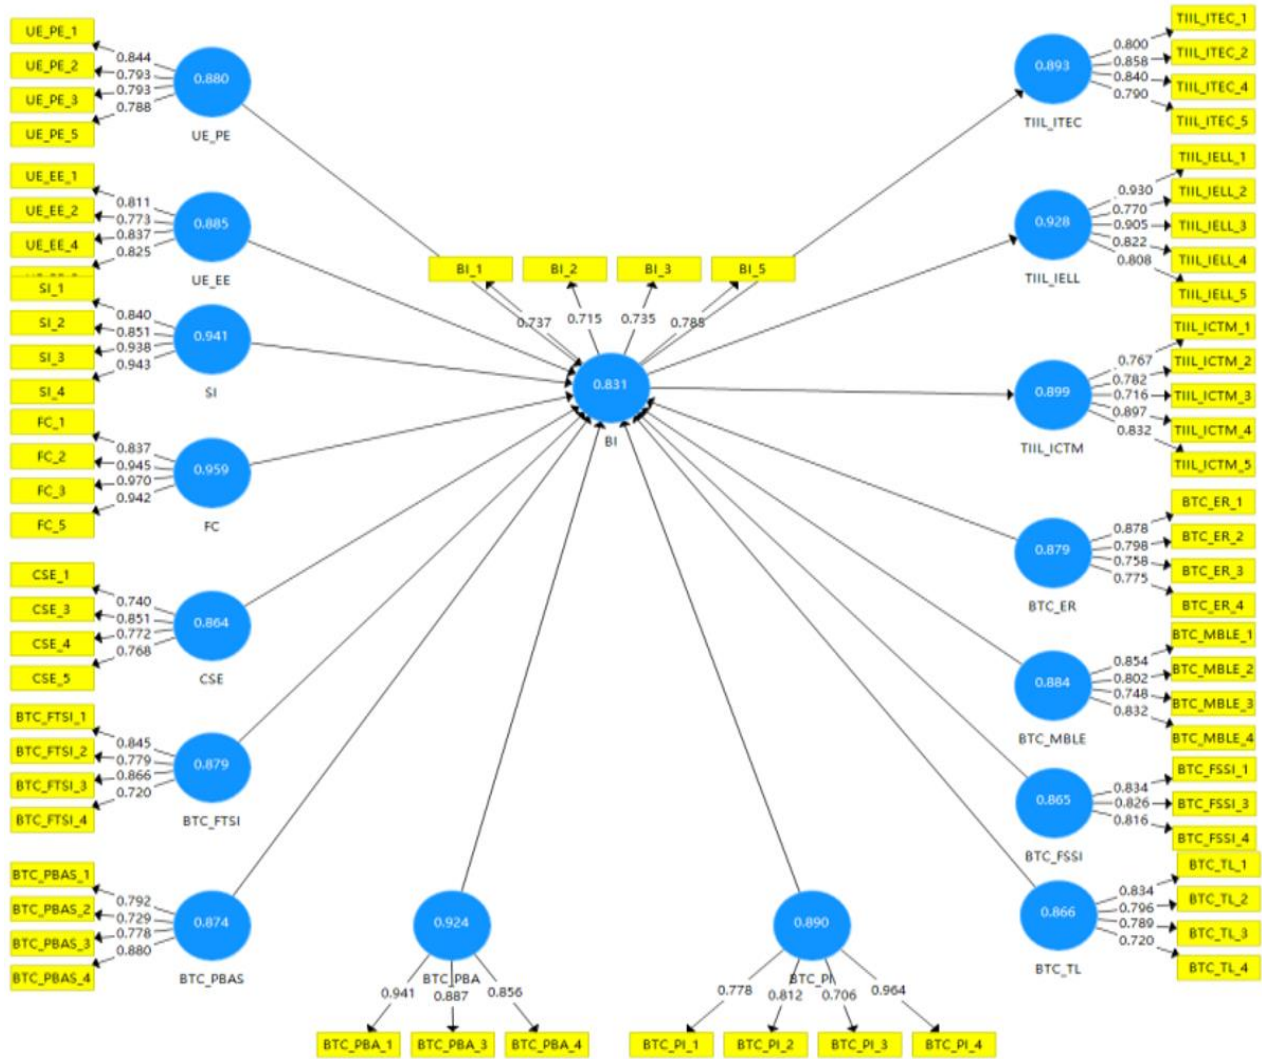 UE_PE_1
UE_PE_2
UE_PE_3
UE_PE_5
0.844
0.793
0.793
0.788
0.880
UE_PE
UE_EE_1
UE_EE_2
UE_EE_4
0.811
0.773
0.837
0.825
0.885
UE_EE
SI_1
SI_2
SI_3
SI_4
0.840
0.851
0.938
0.943
0.941
SI
FC_1
FC_2
FC_3
FC_5
0.837
0.945
0.970
0.942
0.959
FC
CSE_1
CSE_3
CSE_4
CSE_5
0.740
0.851
0.772
0.768
0.864
CSE
BTC_FTSI_1
BTC_FTSI_2
BTC_FTSI_3
BTC_FTSI_4
0.845
0.779
0.866
0.720
0.879
BTC_FTSI
BTC_PBAS_1
BTC_PBAS_2
BTC_PBAS_3
BTC_PBAS_4
0.792
0.729
0.778
0.880
0.874
BTC_PBAS
BI_1
BI_2
BI_3
BI_5
0.737
0.715
0.735
0.785
0.831
BI
0.924
BTC_PBA
0.941
0.887
0.856
BTC_PBA_1
BTC_PBA_3
BTC_PBA_4
0.890
BTC_PI
0.778
0.812
0.706
0.964
BTC_PI_1
BTC_PI_2
BTC_PI_3
BTC_PI_4
0.893
TIIL_ITEC
0.800
0.858
0.840
0.790
TIIL_ITEC_1
TIIL_ITEC_2
TIIL_ITEC_4
TIIL_ITEC_5
0.928
TIIL_IELL
0.930
0.770
0.905
0.822
0.808
TIIL_IELL_1
TIIL_IELL_2
TIIL_IELL_3
TIIL_IELL_4
TIIL_IELL_5
0.899
TIIL_ICTM
0.767
0.782
0.716
0.897
0.832
TIIL_ICTM_1
TIIL_ICTM_2
TIIL_ICTM_3
TIIL_ICTM_4
TIIL_ICTM_5
0.879
BTC_ER
0.878
0.798
0.758
0.775
BTC_ER_1
BTC_ER_2
BTC_ER_3
BTC_ER_4
0.884
BTC_MBLE
0.854
0.802
0.748
0.832
BTC_MBLE_1
BTC_MBLE_2
BTC_MBLE_3
BTC_MBLE_4
0.865
BTC_FSSI
0.834
0.826
0.816
BTC_FSSI_1
BTC_FSSI_3
BTC_FSSI_4
0.866
BTC_TL
0.834
0.796
0.789
0.720
BTC_TL_1
BTC_TL_2
BTC_TL_3
BTC_TL_4